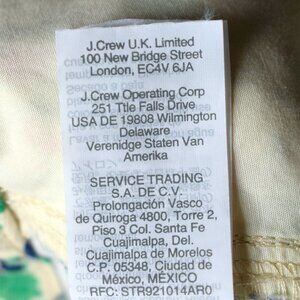 J.Crew U.K. Limited
100 New Bridge Street
London, EC4V 6JA
J.Crew Operating Corp
251 Ttle Falls Drive
USA DE 19808 Wilmington
Delaware
Verenidge Staten Van
Amerika
SERVICE TRADING
S.A. DE C.V.
Prolongación Vasco
de Quiroga 4800, Torre 2,
Piso 3 Col. Santa Fe
Cuajimalpa, Del.
Cuajimalpa de Morelos
C.P. 05348, Ciudad de
México, MÉXICO
RFC: STR921014AR0